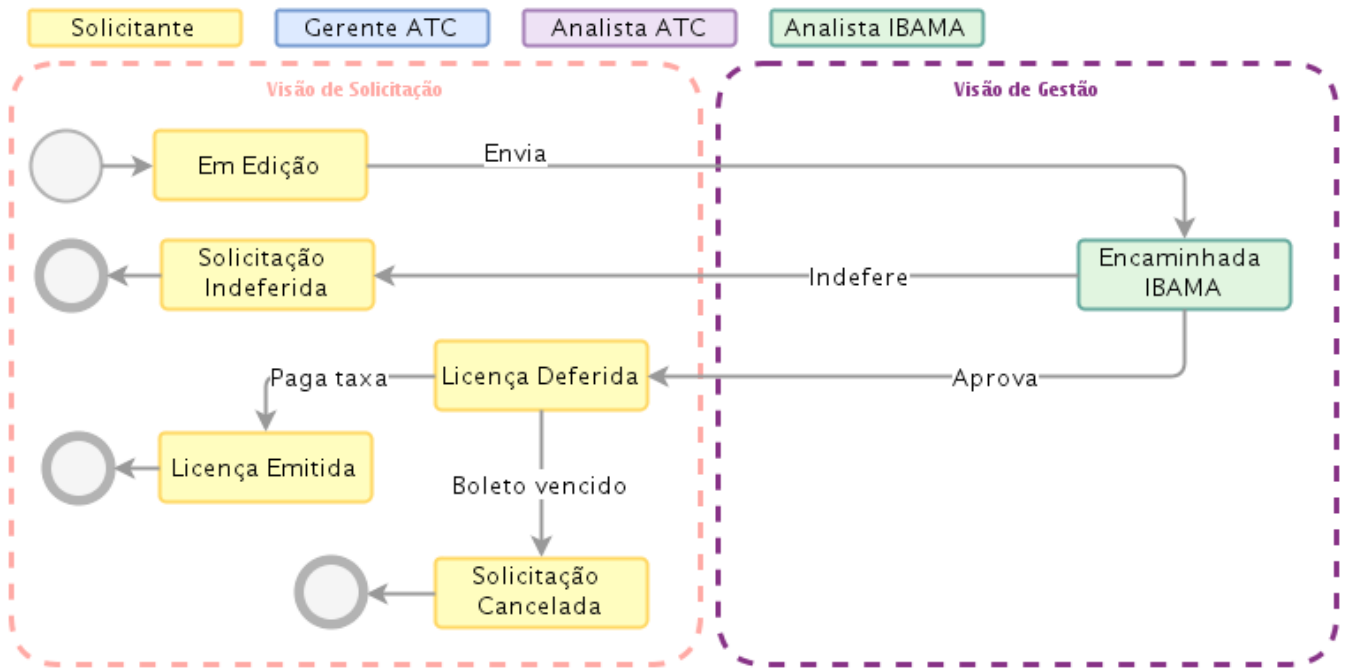 Solicitante
Gerente ATC
Analista ATC
Analista IBAMA
Visão de Solicitação
Visão de Gestão
Em Edição
Envia
Solicitação
Indeferida
Indefere
Encaminhada
IBAMA
Paga taxa
Licença Deferida
Aprova
Licença Emitida
Boleto vencido
Solicitação
Cancelada